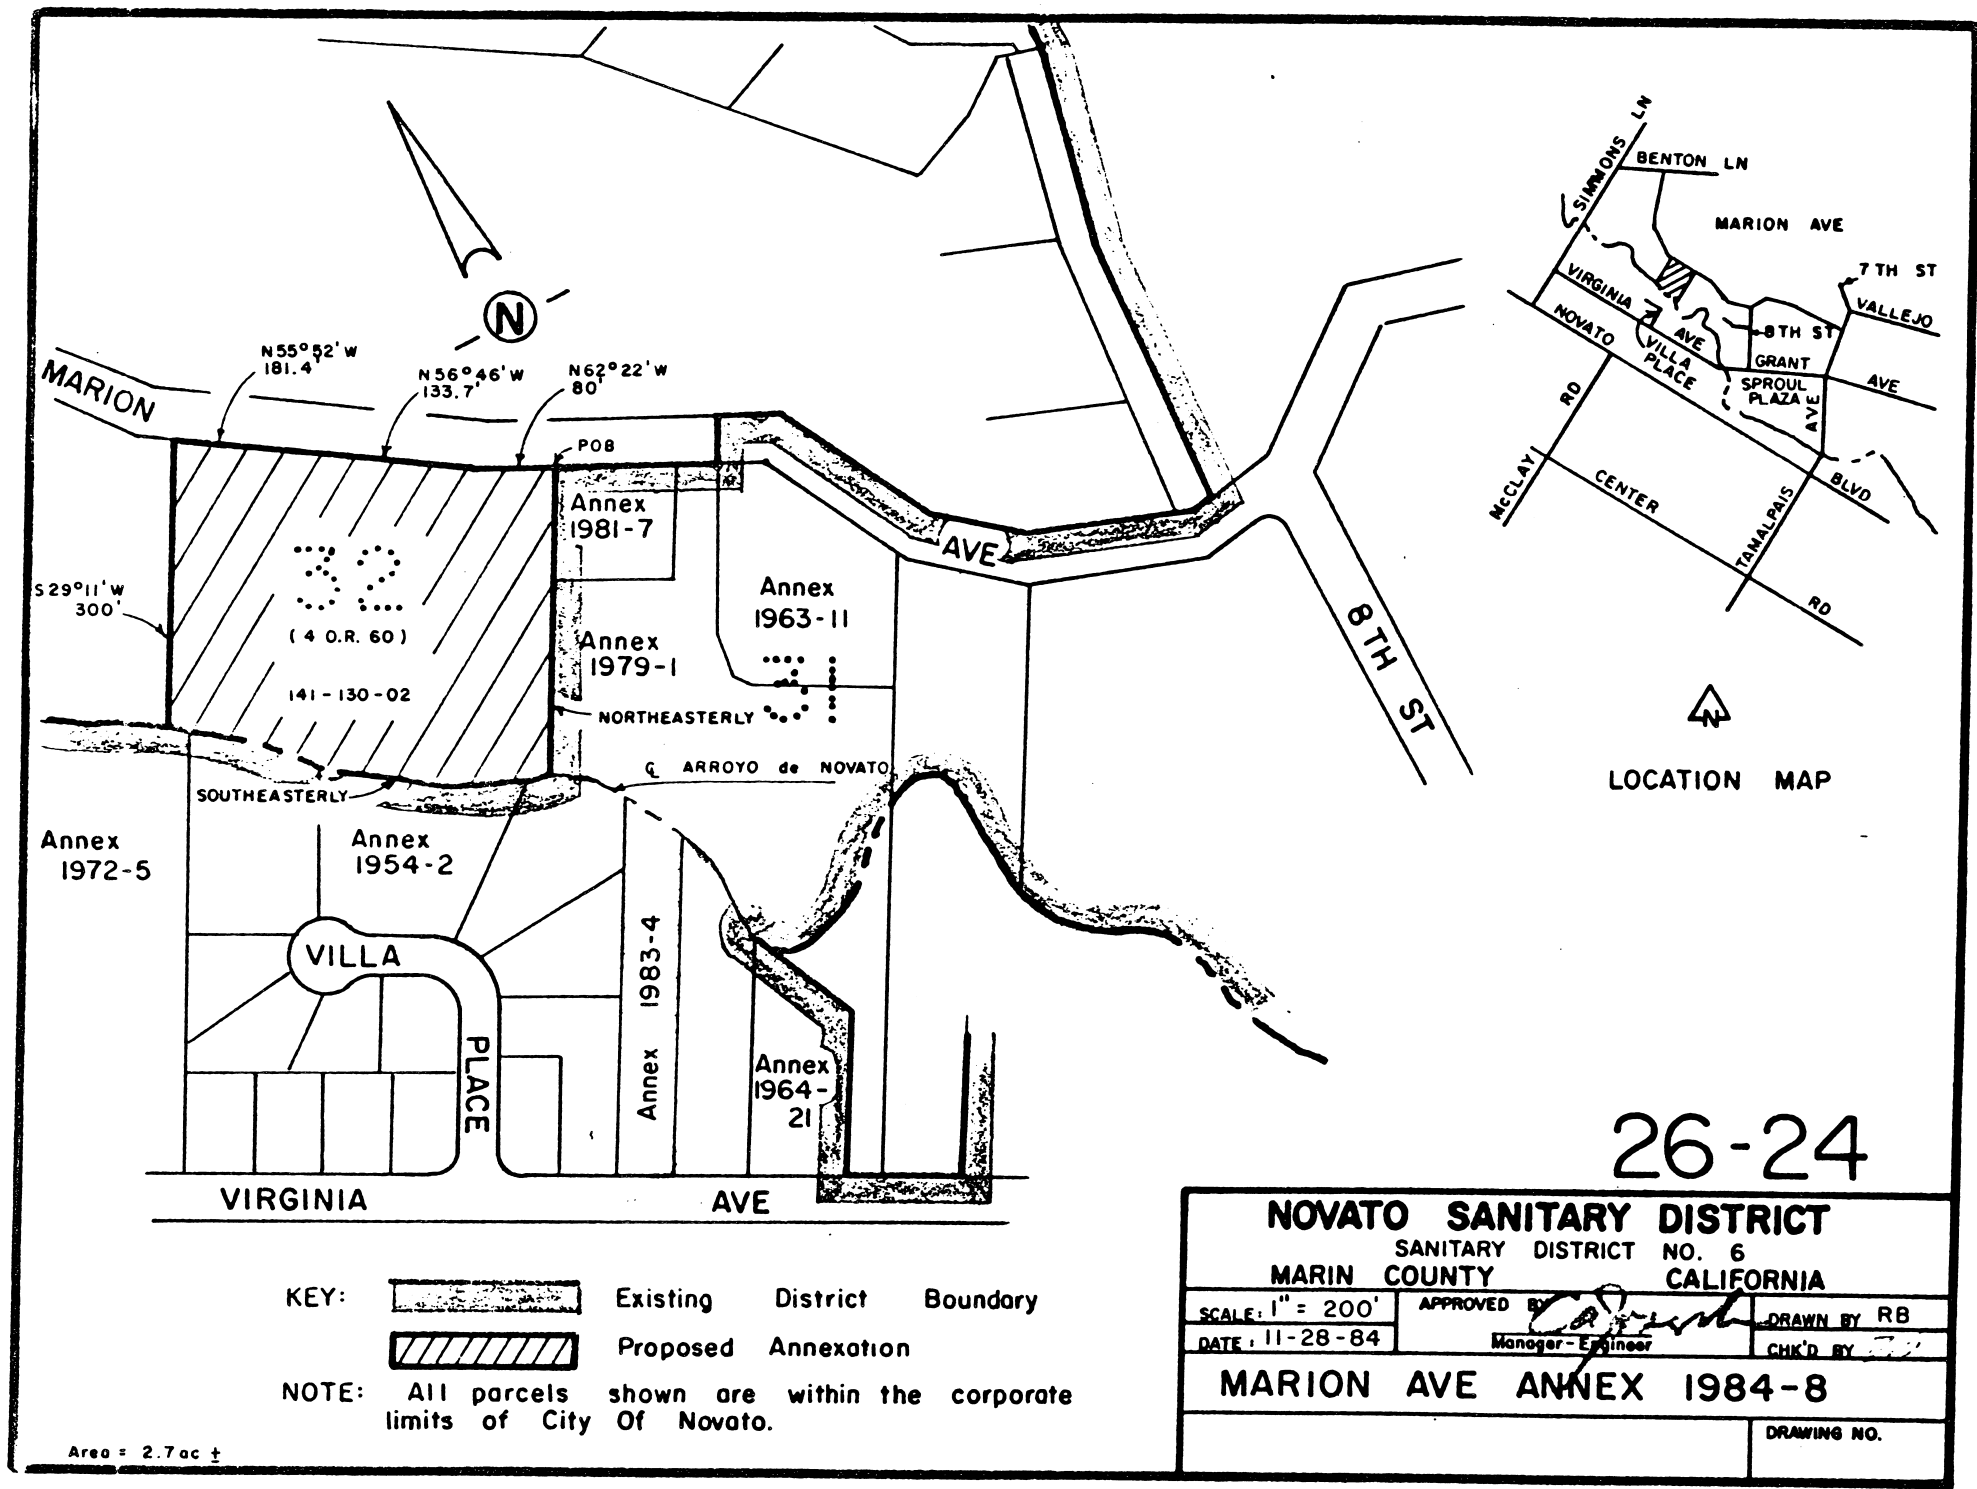 SIMMONS LN
BENTON LN
MARION AVE
7TH ST
VIRGINIA AVE
VALLEJO
NOVATO BLVD
8TH ST
VILLA PLACE
GRANT AVE
SPROUL PLAZA
AVE
McCLAY RD
CENTER RD
TAMALPAIS
N
LOCATION MAP
N
N55°52'W
181.4'
N56°46'W
133.7'
N62°22'W
80'
MARION AVE
POB
Annex
1981-7
32
(4 O.R. 60)
141-130-02
S29°11'W
300'
Annex
1963-11
31
Annex
1979-1
8TH ST
NORTHEASTERLY
℄ ARROYO de NOVATO
SOUTHEASTERLY
Annex
1972-5
Annex
1954-2
VILLA PLACE
Annex 1983-4
Annex
1964-
21
VIRGINIA AVE
26-24
KEY: Existing District Boundary
Proposed Annexation
NOTE: All parcels shown are within the corporate
limits of City Of Novato.
Area = 2.7 ac ±
NOVATO SANITARY DISTRICT
SANITARY DISTRICT NO. 6
MARIN COUNTY CALIFORNIA
SCALE: 1" = 200'
DATE: 11-28-84
APPROVED BY
Manager-Engineer
DRAWN BY RB
CHK'D BY
MARION AVE ANNEX 1984-8
DRAWING NO.